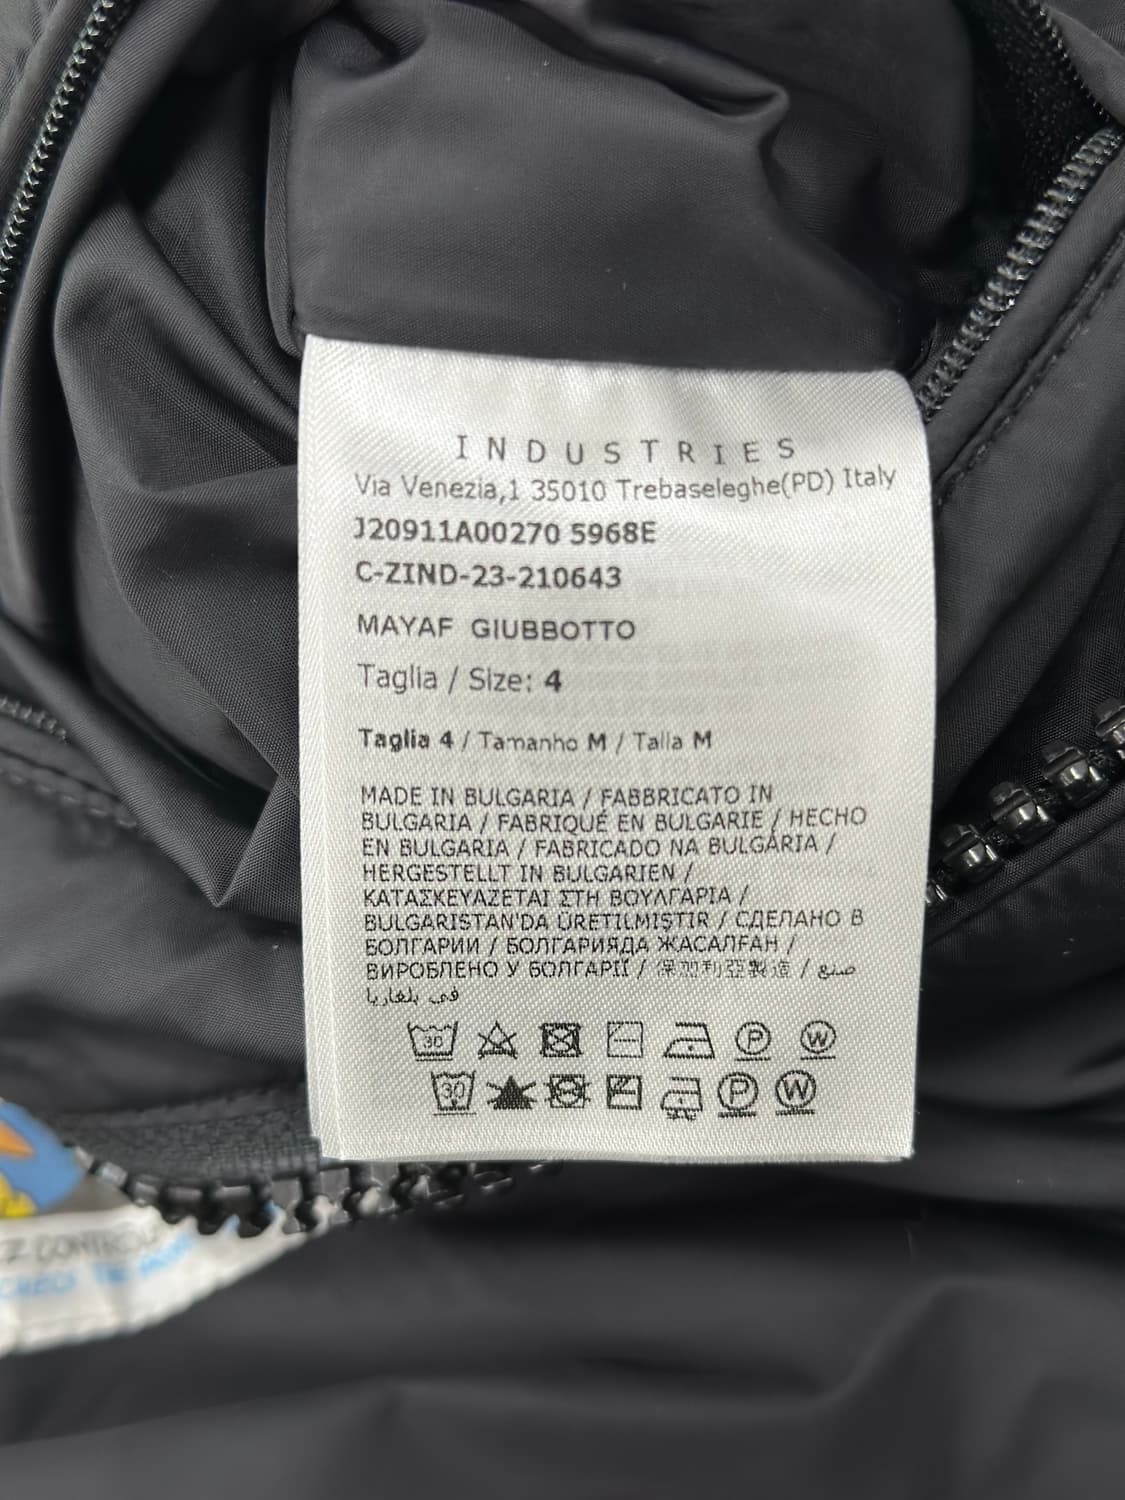 INDUSTRIES
Via Venezia,1 35010 Trebaseleghe(PD) Italy
J20911A00270 5968E
C-ZIND-23-210643
MAYAF GIUBBOTTO
Taglia / Size: 4
Taglia 4 / Tamanho M / Talla M
MADE IN BULGARIA / FABBRICATO IN
BULGARIA / FABRIQUÉ EN BULGARIE / HECHO
EN BULGARIA / FABRICADO NA BULGÁRIA /
HERGESTELLT IN BULGARIEN /
ΚΑΤΑΣΚΕΥΑΖΕΤΑΙ ΣΤΗ ΒΟΥΛΓΑΡΙΑ /
BULGARISTAN'DA ÜRETILMIŞTIR / СДЕЛАНО В
БОЛГАРИИ / БОЛГАРИЯДА ЖАСАЛҒАН /
ВИРОБЛЕНО У БОЛГАРІЇ / 保加利亞製造 / صنع
في بلغاريا
30 P W
30 P W